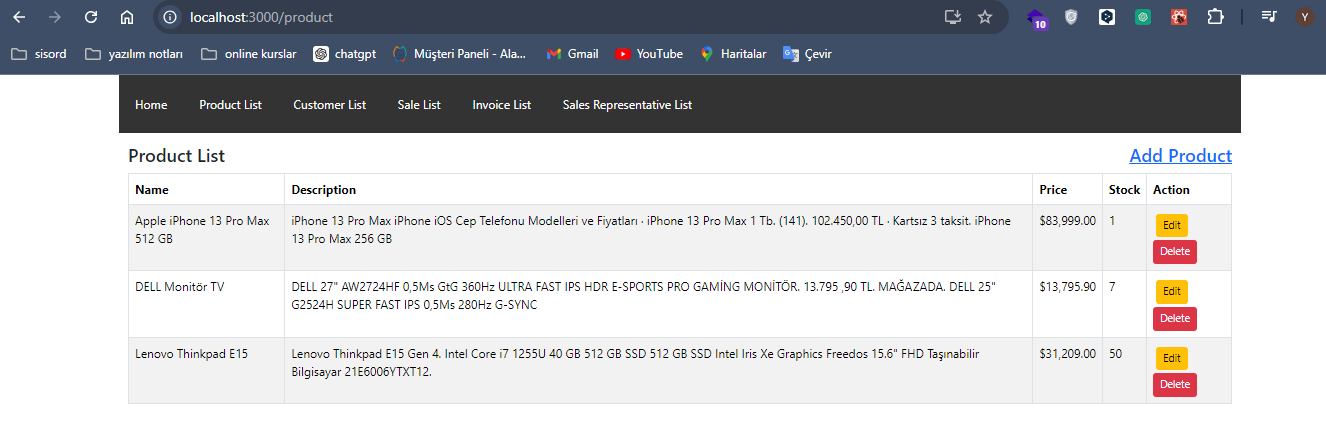 localhost:3000/product
10
Y
sisord yazılım notları online kurslar chatgpt Müşteri Paneli - Ala... Gmail YouTube Haritalar Çevir
Home Product List Customer List Sale List Invoice List Sales Representative List
Product List Add Product
Name Description Price Stock Action
Apple iPhone 13 Pro Max iPhone 13 Pro Max iPhone iOS Cep Telefonu Modelleri ve Fiyatları · iPhone 13 Pro Max 1 Tb. (141). 102.450,00 TL · Kartsız 3 taksit. iPhone $83,999.00 1 Edit
512 GB 13 Pro Max 256 GB
Delete
DELL Monitör TV DELL 27" AW2724HF 0,5Ms GtG 360Hz ULTRA FAST IPS HDR E-SPORTS PRO GAMİNG MONİTÖR. 13.795 ,90 TL. MAĞAZADA. DELL 25" $13,795.90 7 Edit
G2524H SUPER FAST IPS 0,5Ms 280Hz G-SYNC
Delete
Lenovo Thinkpad E15 Lenovo Thinkpad E15 Gen 4. Intel Core i7 1255U 40 GB 512 GB SSD 512 GB SSD Intel Iris Xe Graphics Freedos 15.6" FHD Taşınabilir $31,209.00 50 Edit
Bilgisayar 21E6006YTXT12.
Delete